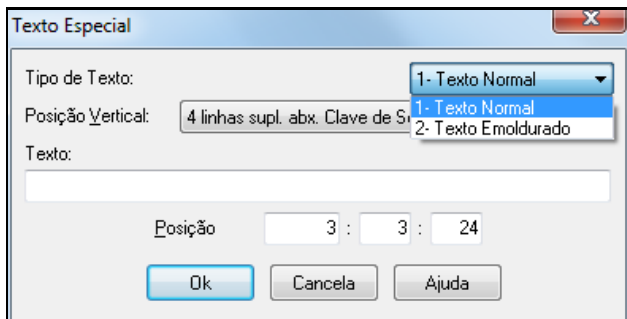 Texto Especial
Tipo de Texto: 1- Texto Normal
1- Texto Normal
Posição Vertical: 4 linhas supl. abx. Clave de
2- Texto Emoldurado
Texto:
Posição 3 : 3 : 24
Ok Cancela Ajuda